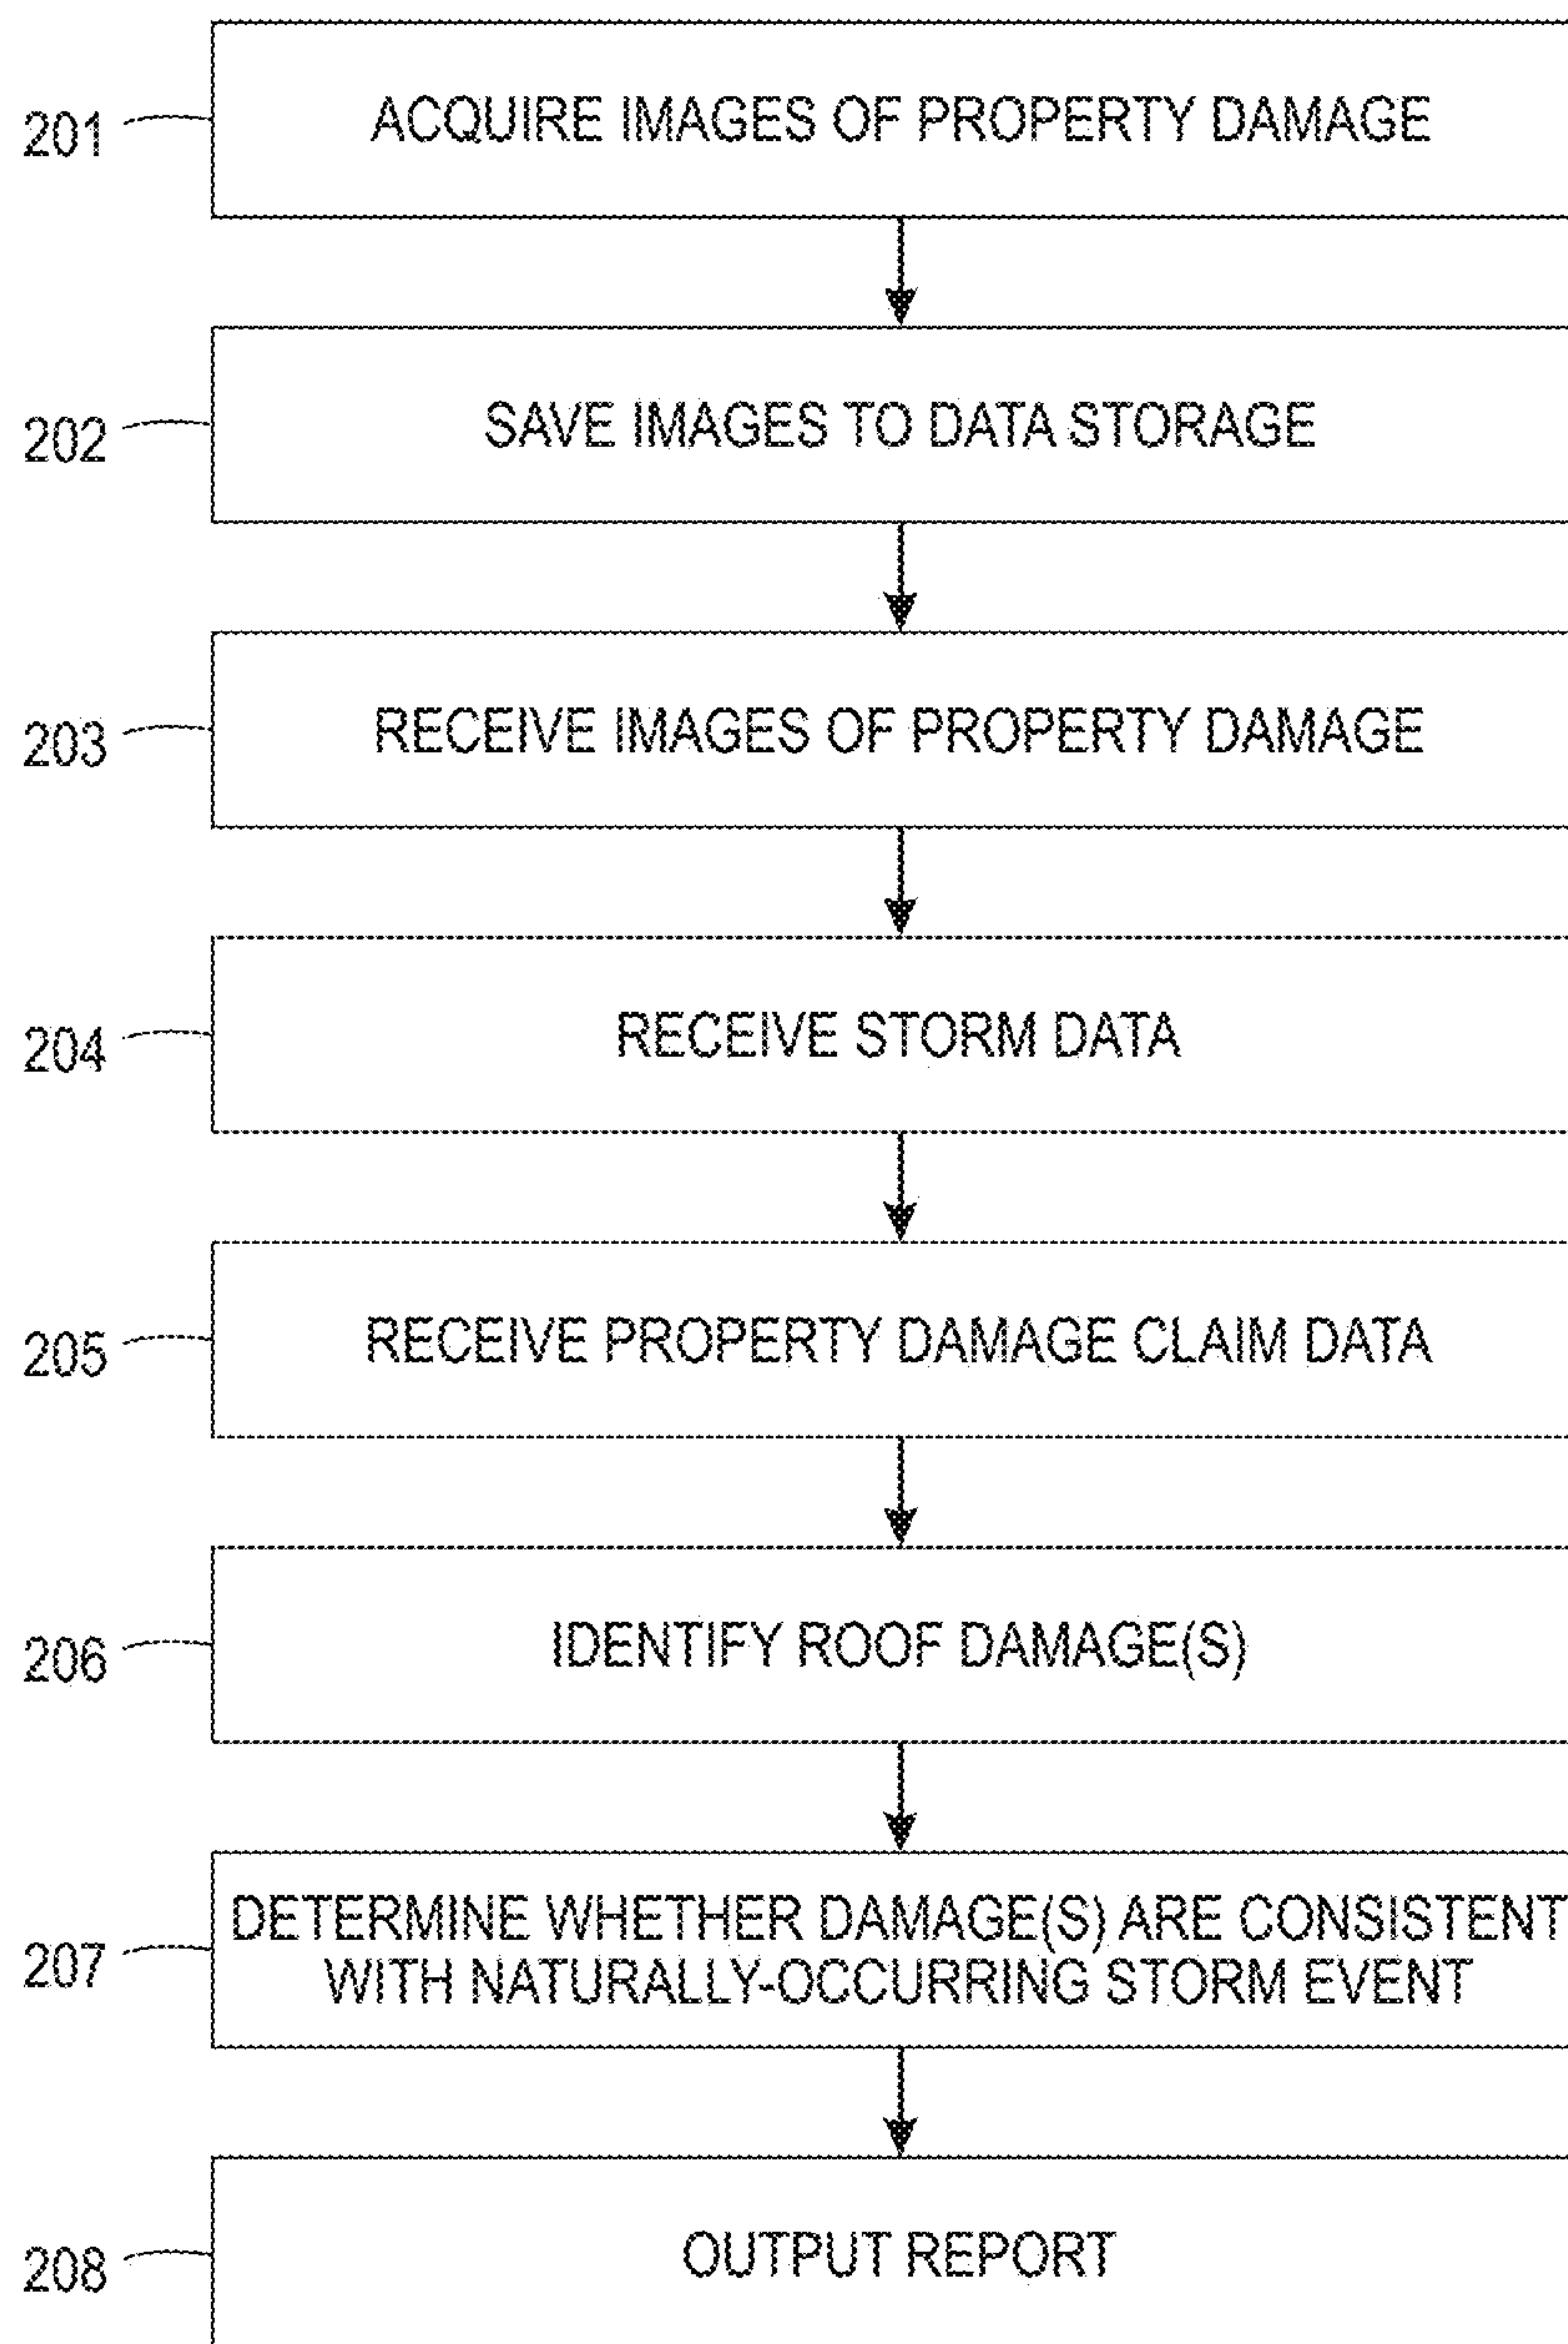 201 ACQUIRE IMAGES OF PROPERTY DAMAGE
202 SAVE IMAGES TO DATA STORAGE
203 RECEIVE IMAGES OF PROPERTY DAMAGE
204 RECEIVE STORM DATA
205 RECEIVE PROPERTY DAMAGE CLAIM DATA
206 IDENTIFY ROOF DAMAGE(S)
207 DETERMINE WHETHER DAMAGE(S) ARE CONSISTENT
WITH NATURALLY-OCCURRING STORM EVENT
208 OUTPUT REPORT